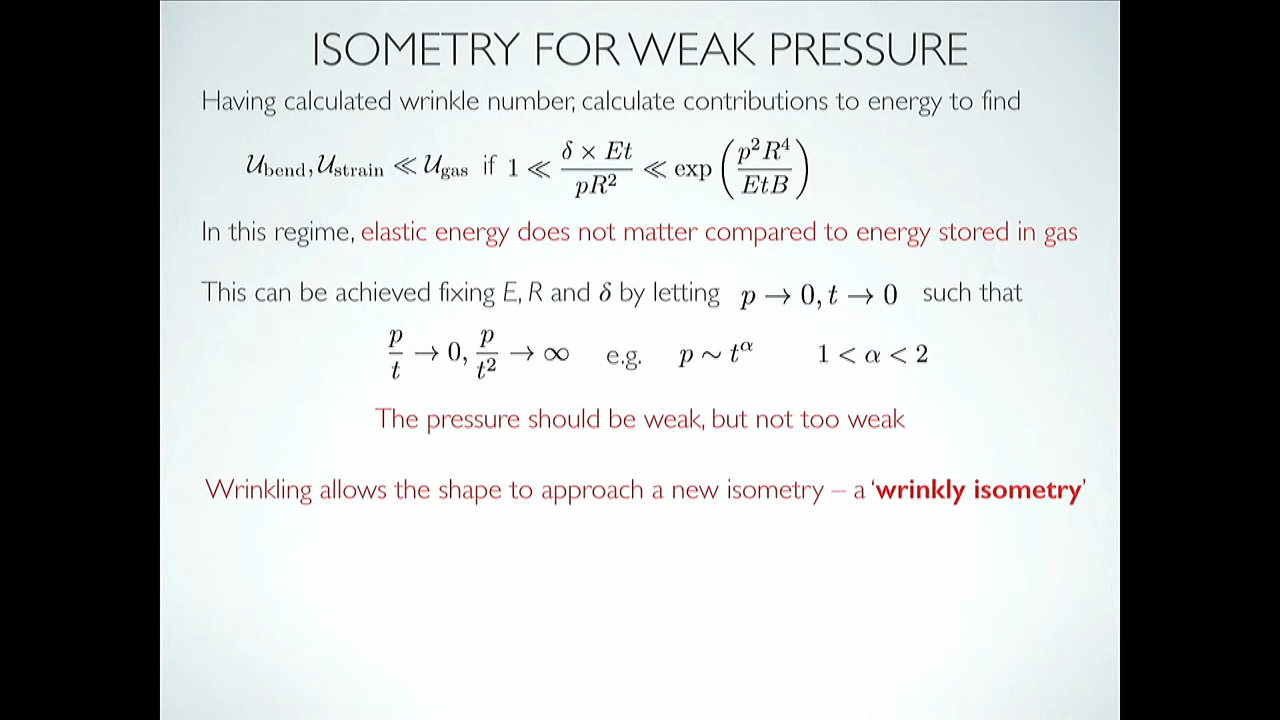 ISOMETRY FOR WEAK PRESSURE
Having calculated wrinkle number, calculate contributions to energy to find
𝒰_bend, 𝒰_strain ≪ 𝒰_gas if 1 ≪ (δ × Et)/(pR²) ≪ exp(p²R⁴/EtB)
In this regime, elastic energy does not matter compared to energy stored in gas
This can be achieved fixing E, R and δ by letting p → 0, t → 0 such that
p/t → 0, p/t² → ∞ e.g. p ~ t^α 1 < α < 2
The pressure should be weak, but not too weak
Wrinkling allows the shape to approach a new isometry – a ‘wrinkly isometry’